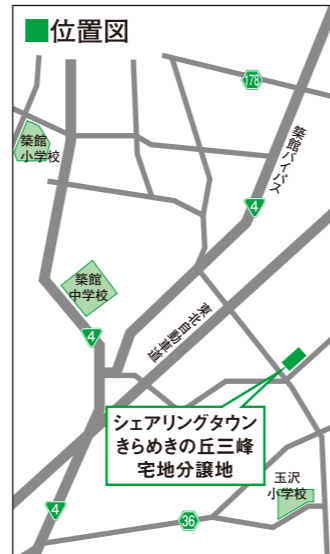 ■位置図
178
築館
小学校
築館バイパス
4
築館
中学校
4
東北自動車道
シェアリングタウン
きらめきの丘三峰
宅地分譲地
玉沢
小学校
4
36